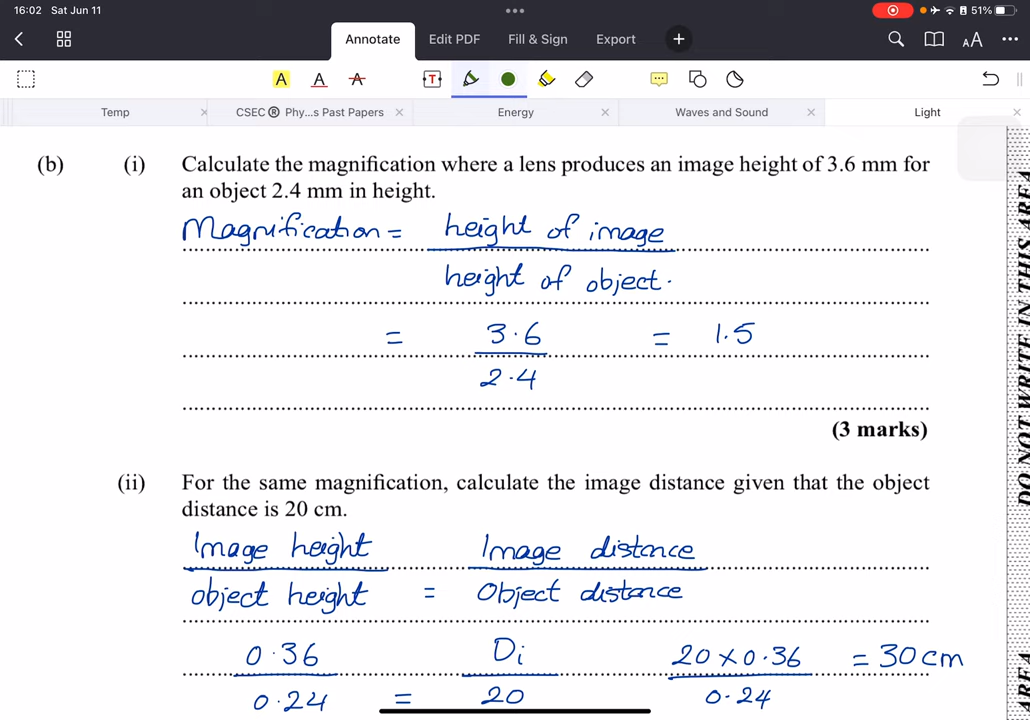 16:02 Sat Jun 11 51%
Annotate Edit PDF Fill & Sign Export +
A A A T
Temp CSEC® Phy...s Past Papers Energy Waves and Sound Light
(b) (i) Calculate the magnification where a lens produces an image height of 3.6 mm for
an object 2.4 mm in height.
Magnification = height of image
height of object.
= 3.6 = 1.5
2.4
(3 marks)
(ii) For the same magnification, calculate the image distance given that the object
distance is 20 cm.
Image height Image distance
object height = Object distance
0.36 Di 20 x 0.36 = 30 cm
0.24 = 20 0.24
DO NOT WRITE IN THIS AREA
AREA